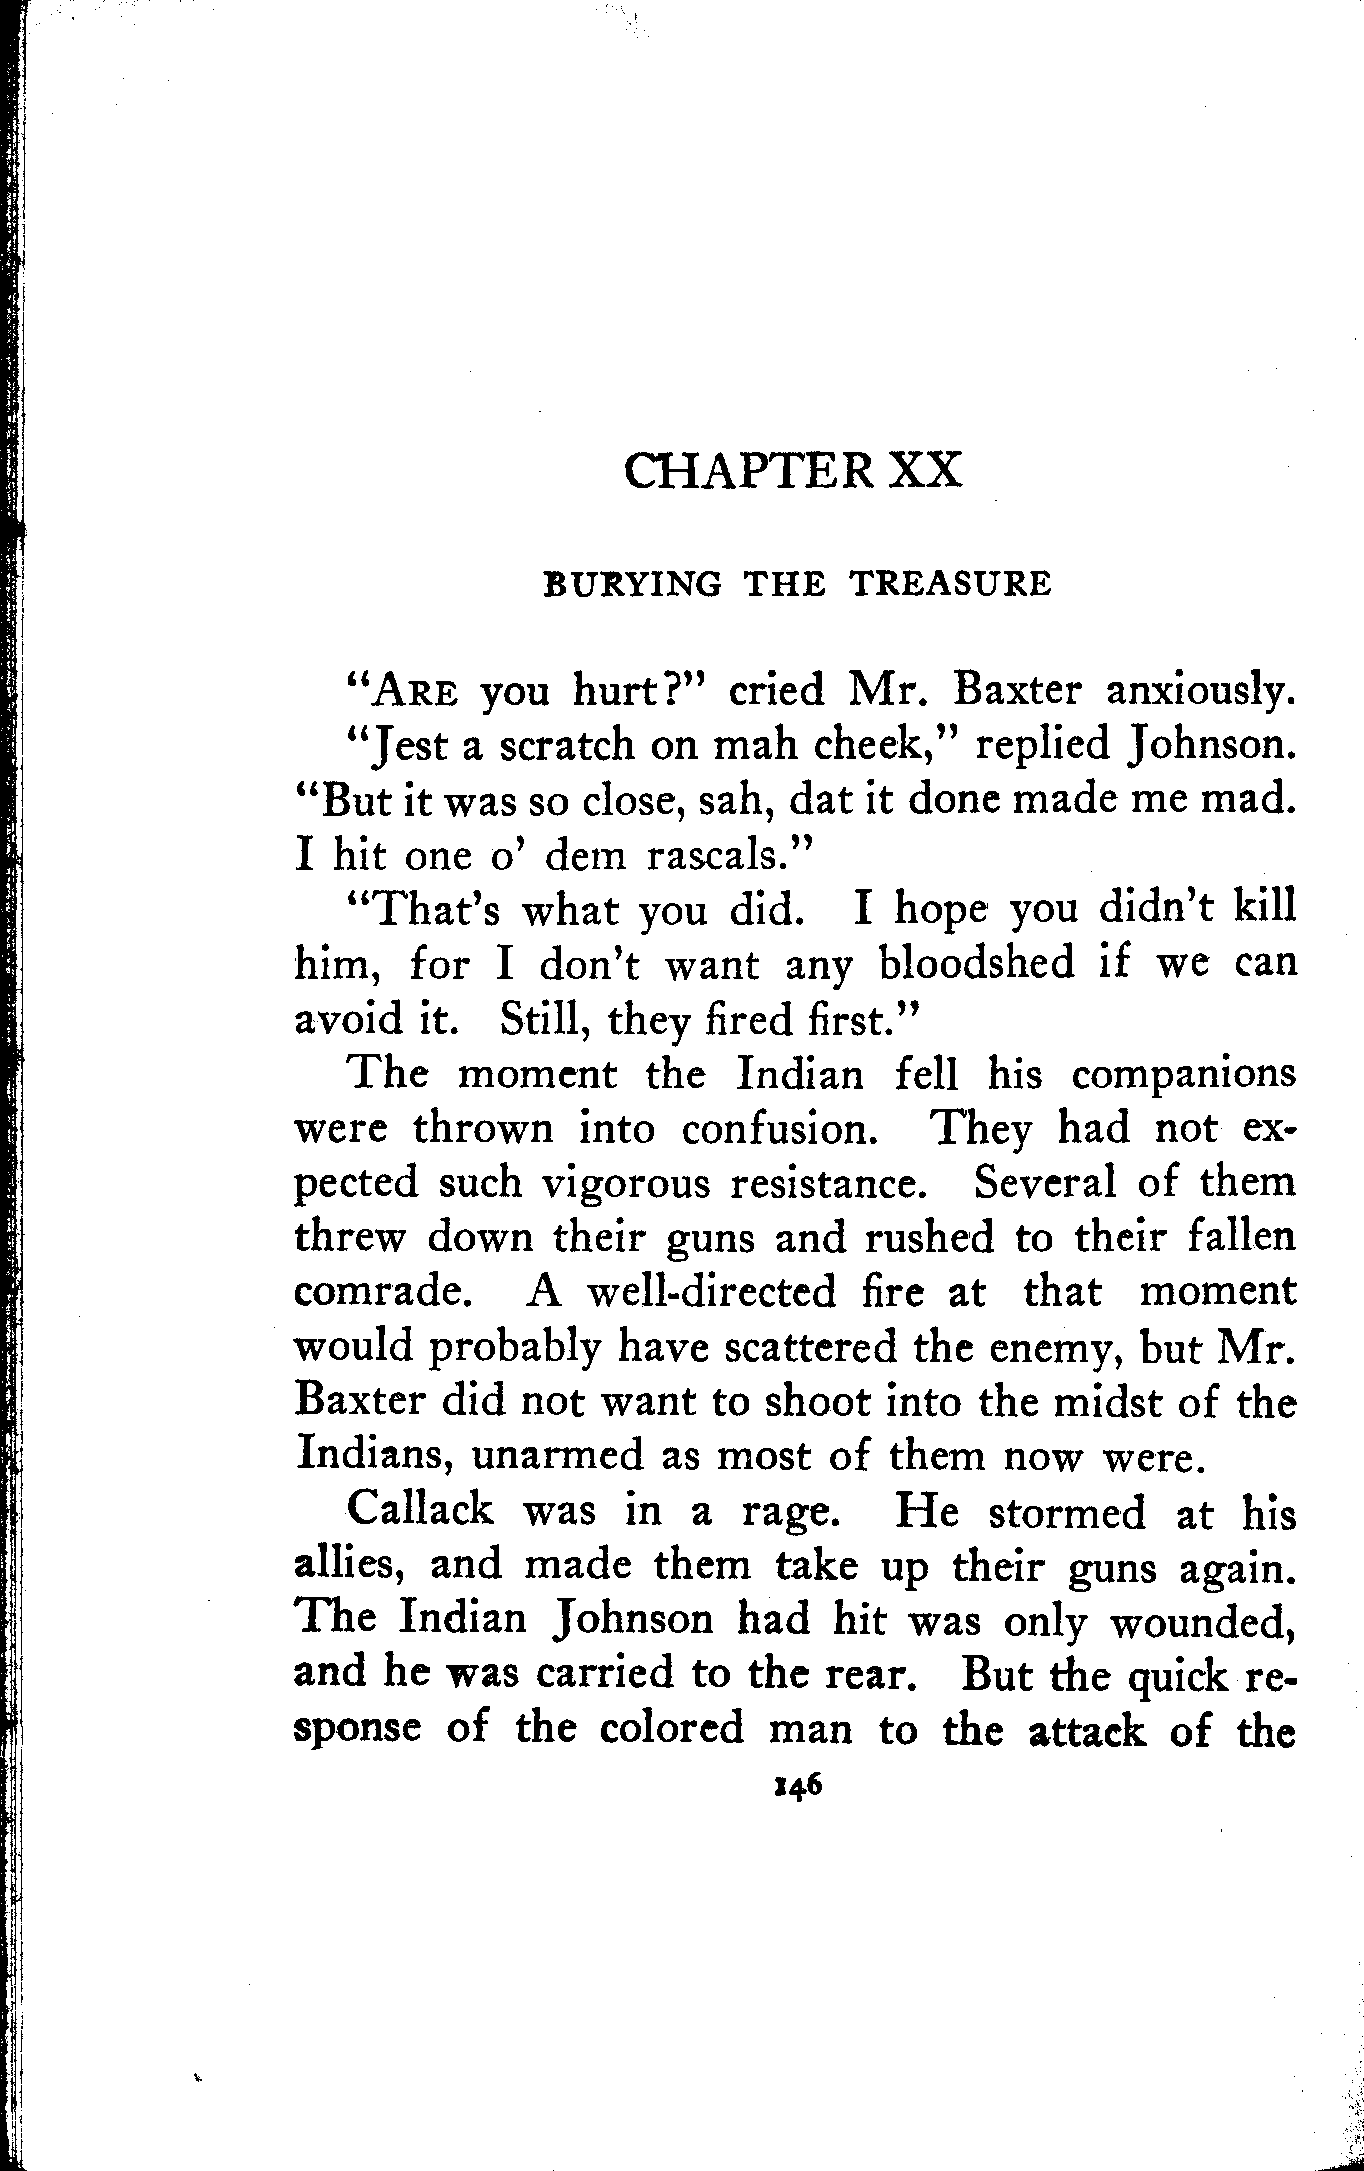 CHAPTER XX
BURYING THE TREASURE
"ARE you hurt?" cried Mr. Baxter anxiously.
"Jest a scratch on mah cheek," replied Johnson.
"But it was so close, sah, dat it done made me mad.
I hit one o' dem rascals."
"That's what you did. I hope you didn't kill
him, for I don't want any bloodshed if we can
avoid it. Still, they fired first."
The moment the Indian fell his companions
were thrown into confusion. They had not ex-
pected such vigorous resistance. Several of them
threw down their guns and rushed to their fallen
comrade. A well-directed fire at that moment
would probably have scattered the enemy, but Mr.
Baxter did not want to shoot into the midst of the
Indians, unarmed as most of them now were.
Callack was in a rage. He stormed at his
allies, and made them take up their guns again.
The Indian Johnson had hit was only wounded,
and he was carried to the rear. But the quick re-
sponse of the colored man to the attack of the
146